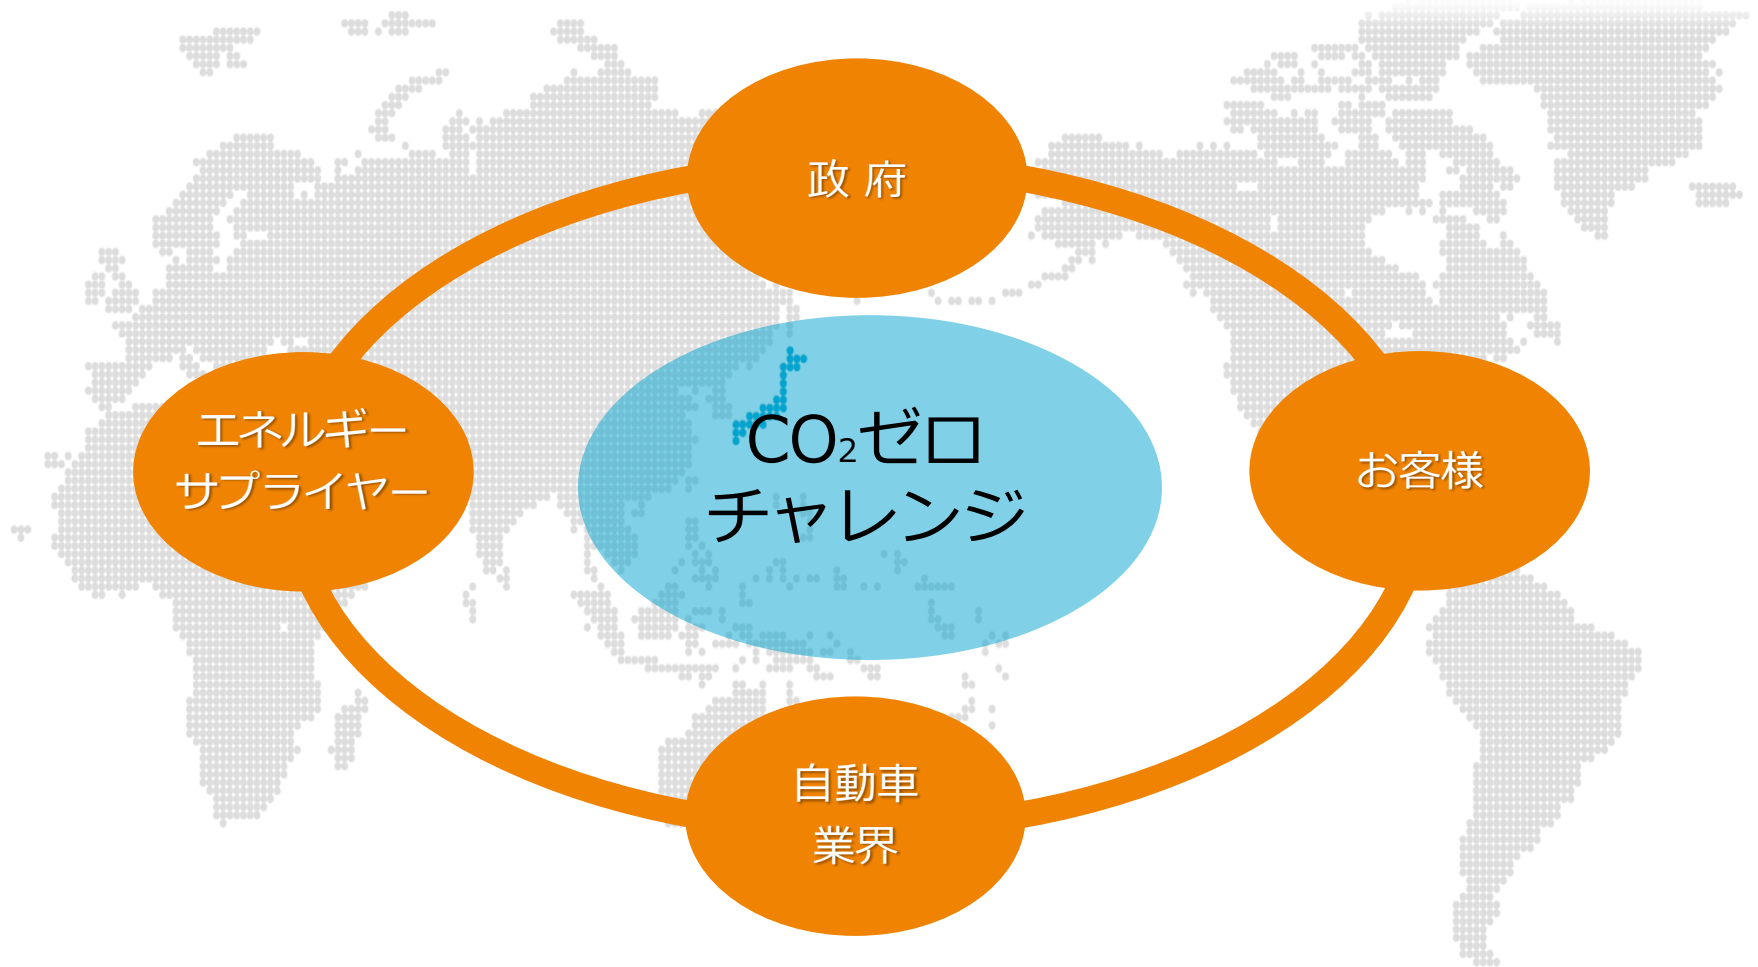 政 府
エネルギー
サプライヤー
CO₂ゼロ
チャレンジ
お客様
自動車
業界